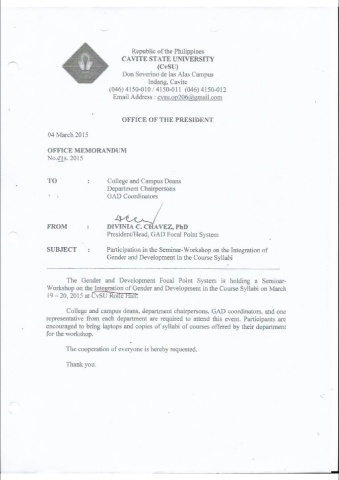 Republic of the Philippines
CAVITE STATE UNIVERSITY
(CvSU)
Don Severino de las Alas Campus
Indang, Cavite
(046) 4150-010 / 4150-011 (046) 4150-012
Email Address : cvsu.op206@gmail.com
OFFICE OF THE PRESIDENT
04 March 2015
OFFICE MEMORANDUM
No. s. 2015
TO : College and Campus Deans
Department Chairpersons
GAD Coordinators
FROM : DIVINIA C. CHAVEZ, PhD
President/Head, GAD Focal Point System
SUBJECT : Participation in the Seminar-Workshop on the Integration of
Gender and Development in the Course Syllabi
The Gender and Development Focal Point System is holding a Seminar-
Workshop on the Integration of Gender and Development in the Course Syllabi on March
19 – 20, 2015 at CvSU Rolle Hall.
College and campus deans, department chairpersons, GAD coordinators, and one
representative from each department are required to attend this event. Participants are
encouraged to bring laptops and copies of syllabi of courses offered by their department
for the workshop.
The cooperation of everyone is hereby requested.
Thank you.